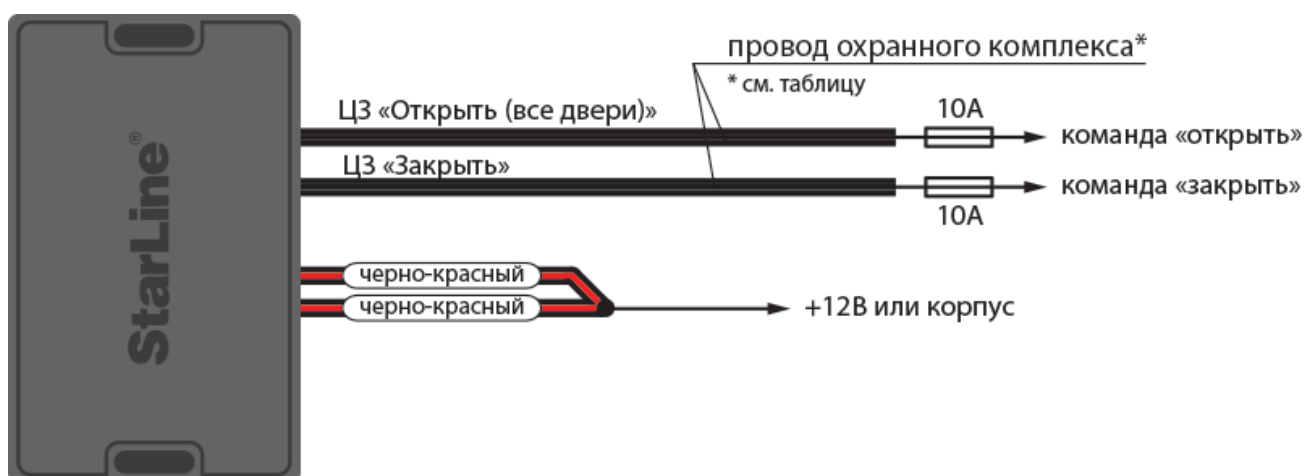 провод охранного комплекса*
* см. таблицу
ЦЗ «Открыть (все двери)»
10А
команда «открыть»
ЦЗ «Закрыть»
10А
команда «закрыть»
StarLine®
черно-красный
черно-красный
+12В или корпус